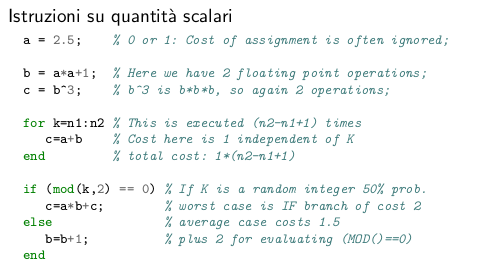 Istruzioni su quantità scalari
a = 2.5; % 0 or 1: Cost of assignment is often ignored;
b = a*a+1; % Here we have 2 floating point operations;
c = b^3; % b^3 is b*b*b, so again 2 operations;
for k=n1:n2 % This is executed (n2-n1+1) times
c=a+b % Cost here is 1 independent of K
end % total cost: 1*(n2-n1+1)
if (mod(k,2) == 0) % If K is a random integer 50% prob.
c=a*b+c; % worst case is IF branch of cost 2
else % average case costs 1.5
b=b+1; % plus 2 for evaluating (MOD()==0)
end